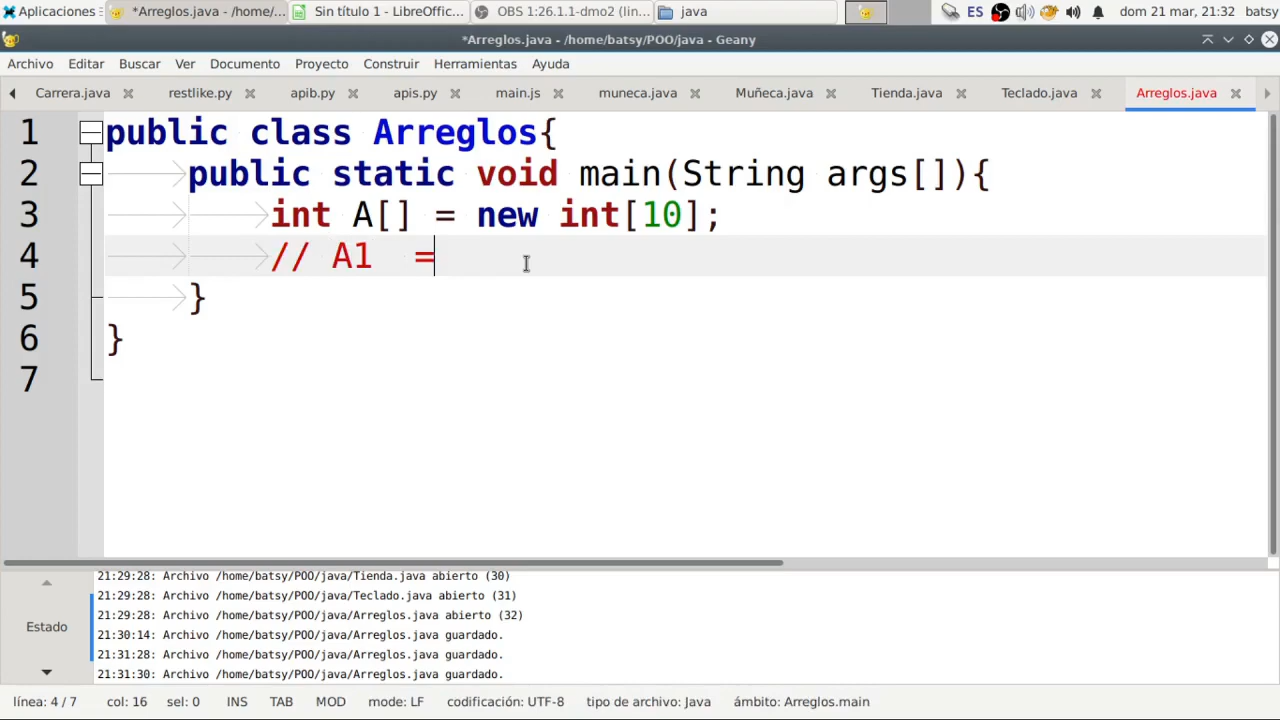 Aplicaciones *Arreglos.java - /home/... Sin título 1 - LibreOffic... OBS 1:26.1.1-dmo2 (lin... java ES dom 21 mar, 21:32 batsy
*Arreglos.java - /home/batsy/POO/java - Geany
Archivo Editar Buscar Ver Documento Proyecto Construir Herramientas Ayuda
Carrera.java restlike.py apib.py apis.py main.js muneca.java Muñeca.java Tienda.java Teclado.java Arreglos.java
1 public class Arreglos{
2 public static void main(String args[]){
3 int A[] = new int[10];
4 // A1  =
5 }
6 }
7
21:29:28: Archivo /home/batsy/POO/java/Tienda.java abierto (30)
21:29:28: Archivo /home/batsy/POO/java/Teclado.java abierto (31)
21:29:28: Archivo /home/batsy/POO/java/Arreglos.java abierto (32)
Estado
21:30:14: Archivo /home/batsy/POO/java/Arreglos.java guardado.
21:31:28: Archivo /home/batsy/POO/java/Arreglos.java guardado.
21:31:30: Archivo /home/batsy/POO/java/Arreglos.java guardado.
línea: 4 / 7 col: 16 sel: 0 INS TAB MOD mode: LF codificación: UTF-8 tipo de archivo: Java ámbito: Arreglos.main